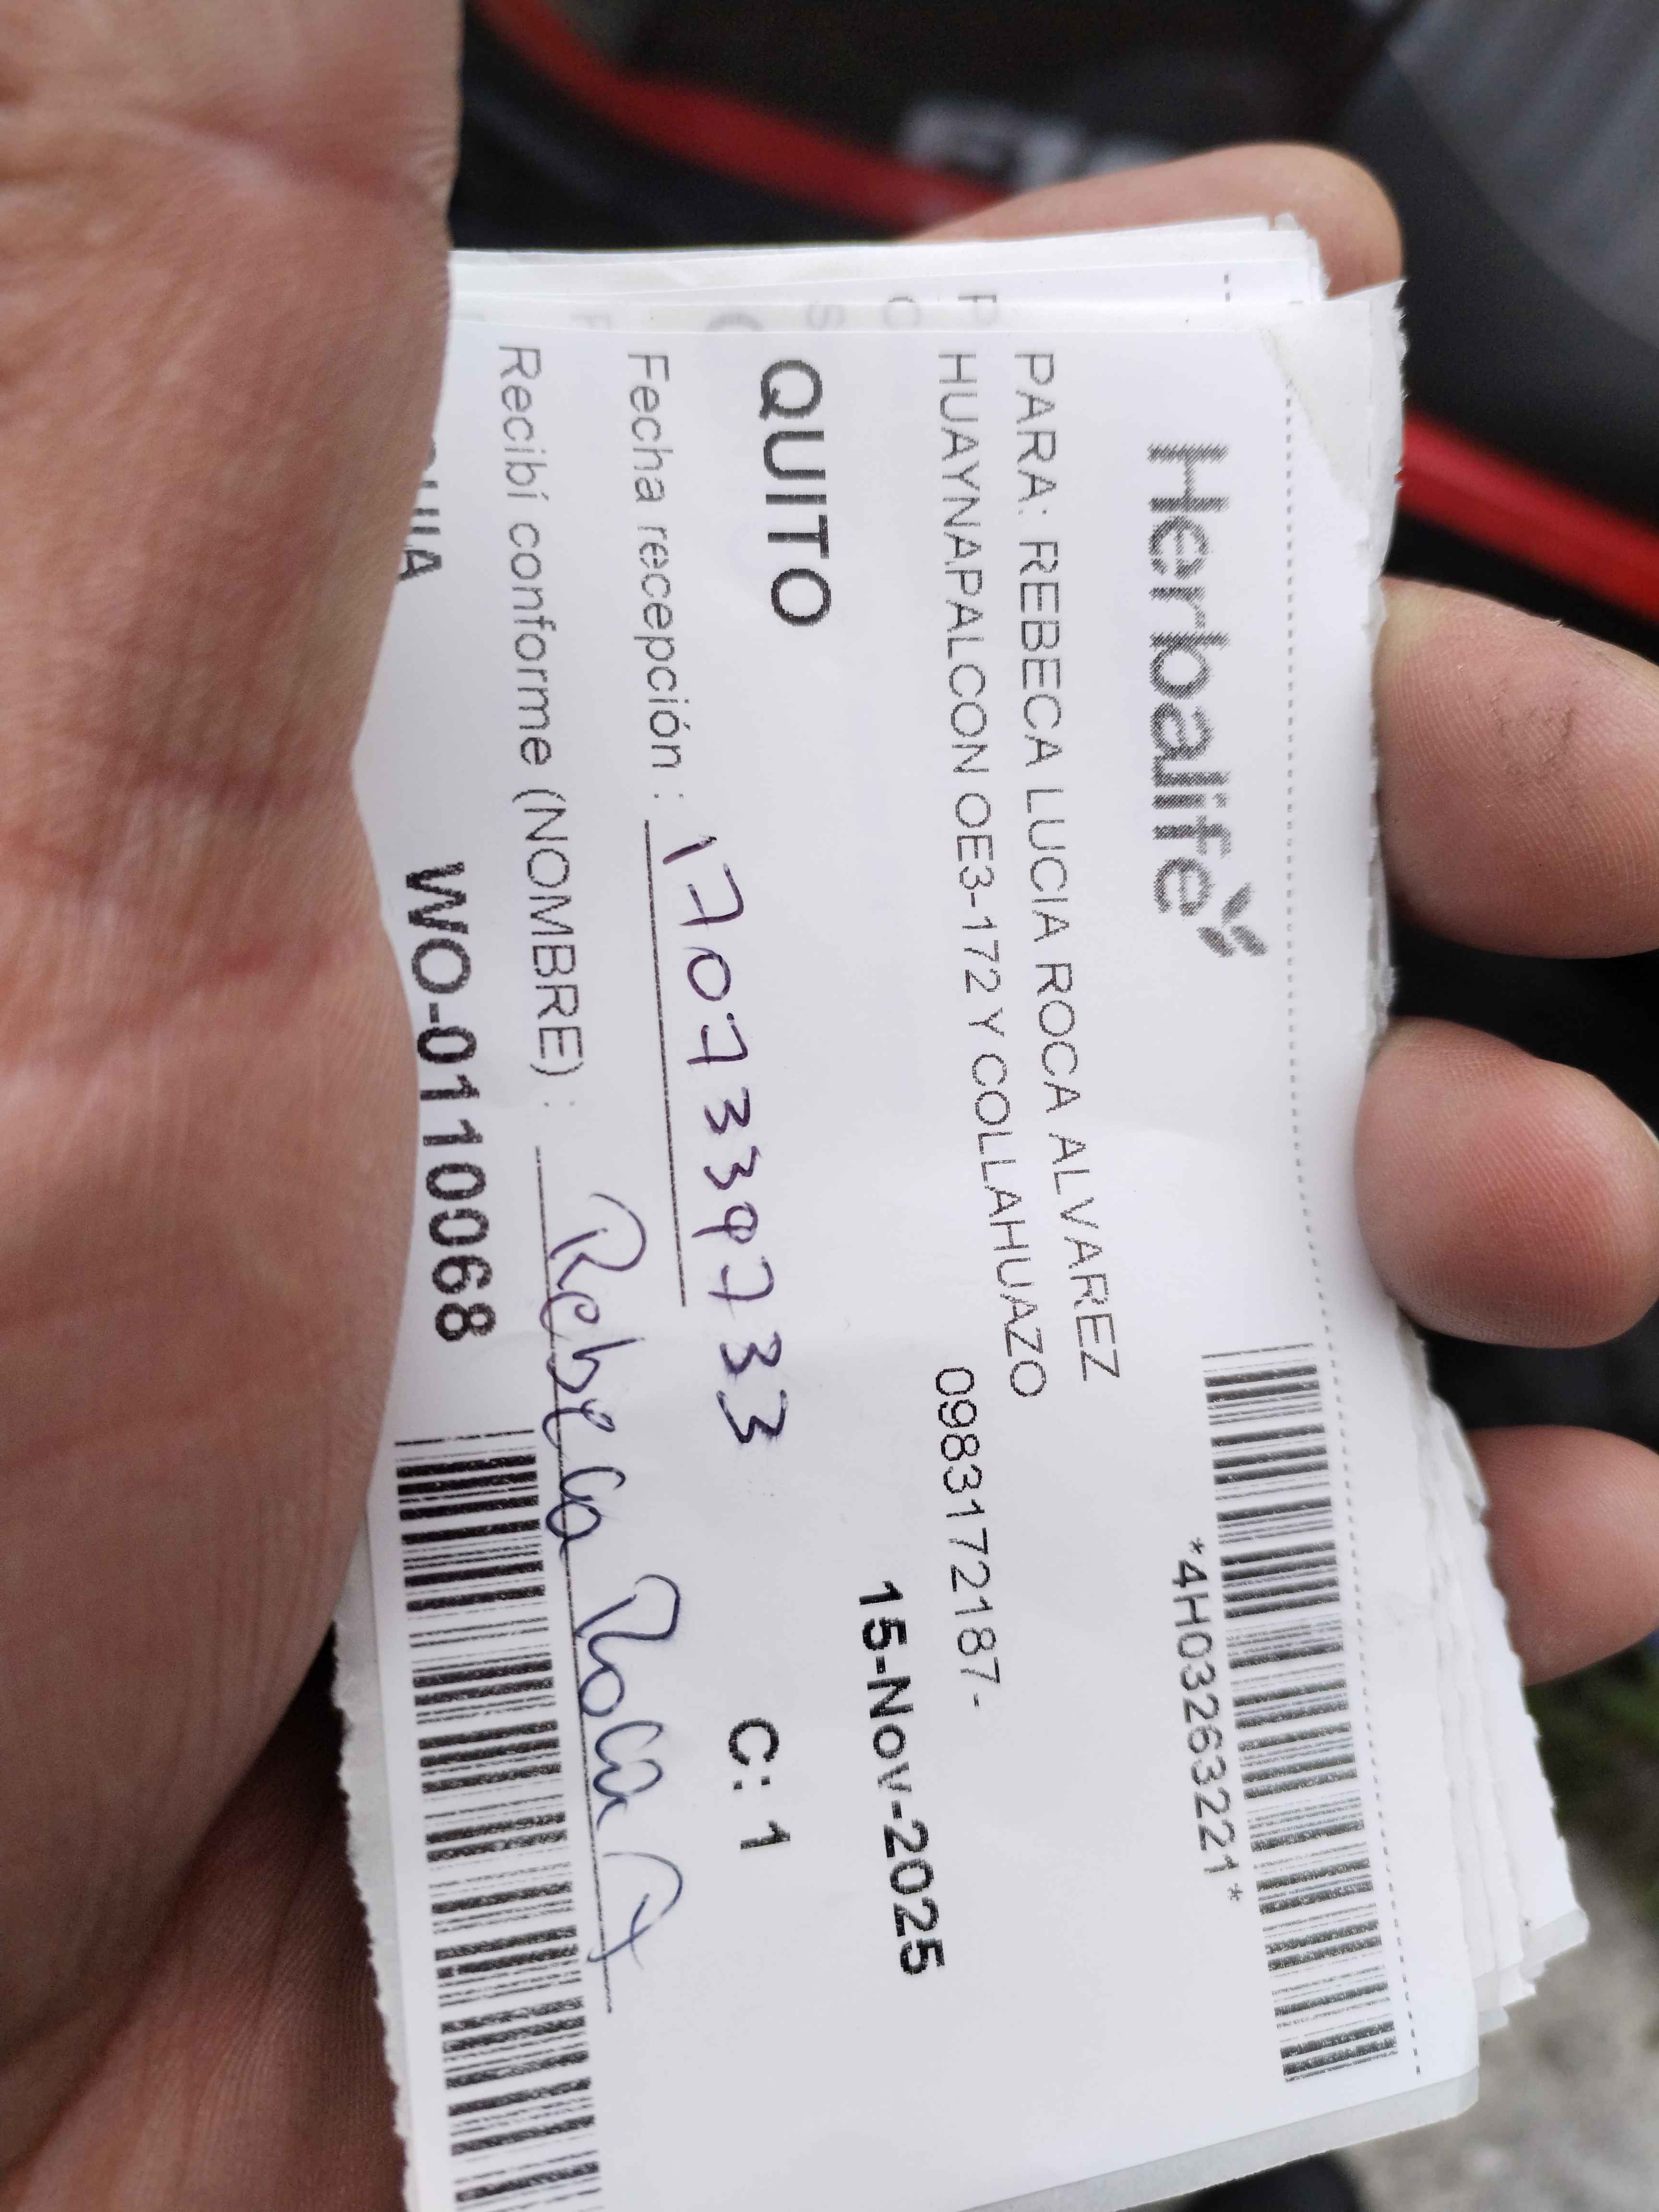 Herbalife
*4H03263221*
PARA: REBECA LUCIA ROCA ALVAREZ
HUAYNAPALCON OE3-172 Y COLLAHUAZO
0983172187-
15-Nov-2025
QUITO
C: 1
Fecha recepción : 1707339733
Recibí conforme (NOMBRE) : Rebeca Roca A
WO-0110068